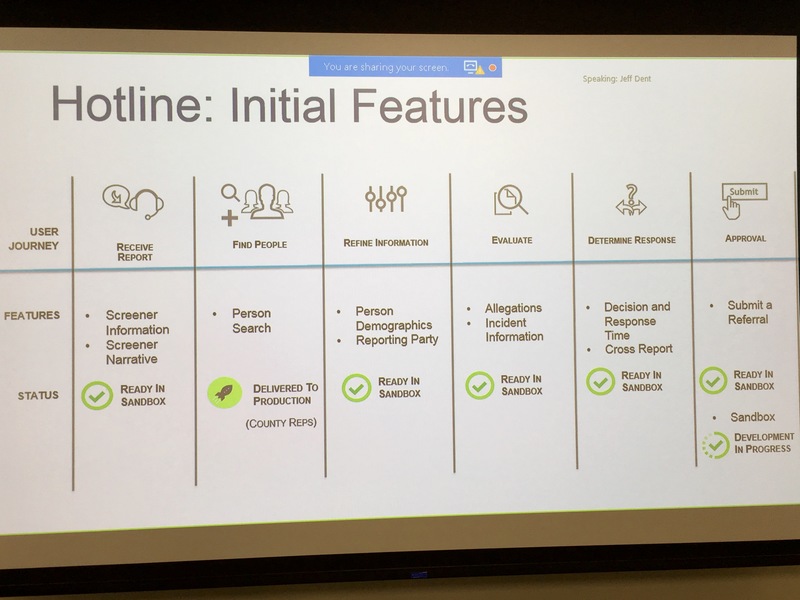 You are sharing your screen.
Speaking: Jeff Dent
Hotline: Initial Features
Submit
USER
JOURNEY
RECEIVE
REPORT
FIND PEOPLE
REFINE INFORMATION
EVALUATE
DETERMINE RESPONSE
APPROVAL
FEATURES
• Screener
Information
• Screener
Narrative
• Person
Search
• Person
Demographics
• Reporting Party
• Allegations
• Incident
Information
• Decision and
Response
Time
• Cross Report
• Submit a
Referral
STATUS
READY IN
SANDBOX
DELIVERED TO
PRODUCTION
(COUNTY REPS)
READY IN
SANDBOX
READY IN
SANDBOX
READY IN
SANDBOX
READY IN
SANDBOX
• Sandbox
DEVELOPMENT
IN PROGRESS